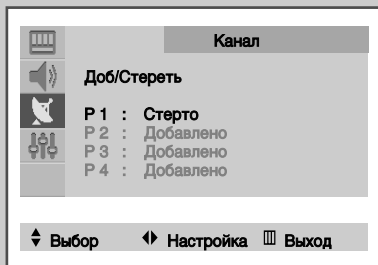 Канал
Доб/Стереть
P 1 : Стерто
P 2 : Добавлено
P 3 : Добавлено
P 4 : Добавлено
Выбор Настройка Выход